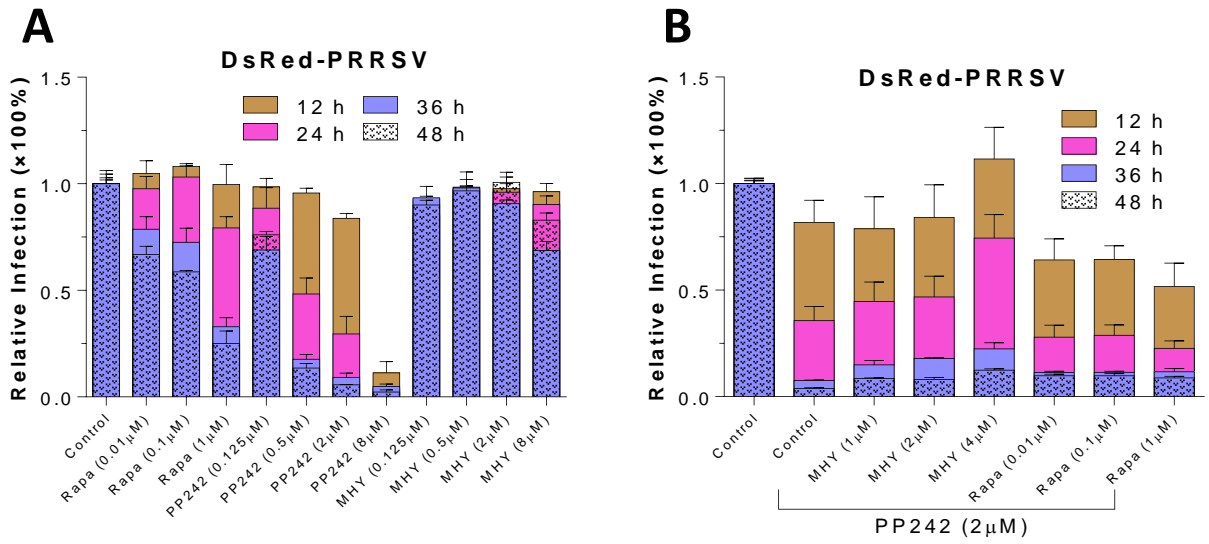 A
DsRed-PRRSV
Relative Infection (×100%)
1.5
1.0
0.5
0.0
12 h
36 h
24 h
48 h
Control
Rapa (0.01µM)
Rapa (0.1µM)
Rapa (1µM)
PP242 (0.125µM)
PP242 (0.5µM)
PP242 (2µM)
PP242 (8µM)
MHY (0.125µM)
MHY (0.5µM)
MHY (2µM)
MHY (8µM)
B
DsRed-PRRSV
Relative Infection (×100%)
1.5
1.0
0.5
0.0
12 h
24 h
36 h
48 h
Control
Control
MHY (1µM)
MHY (2µM)
MHY (4µM)
Rapa (0.01µM)
Rapa (0.1µM)
Rapa (1µM)
PP242 (2µM)